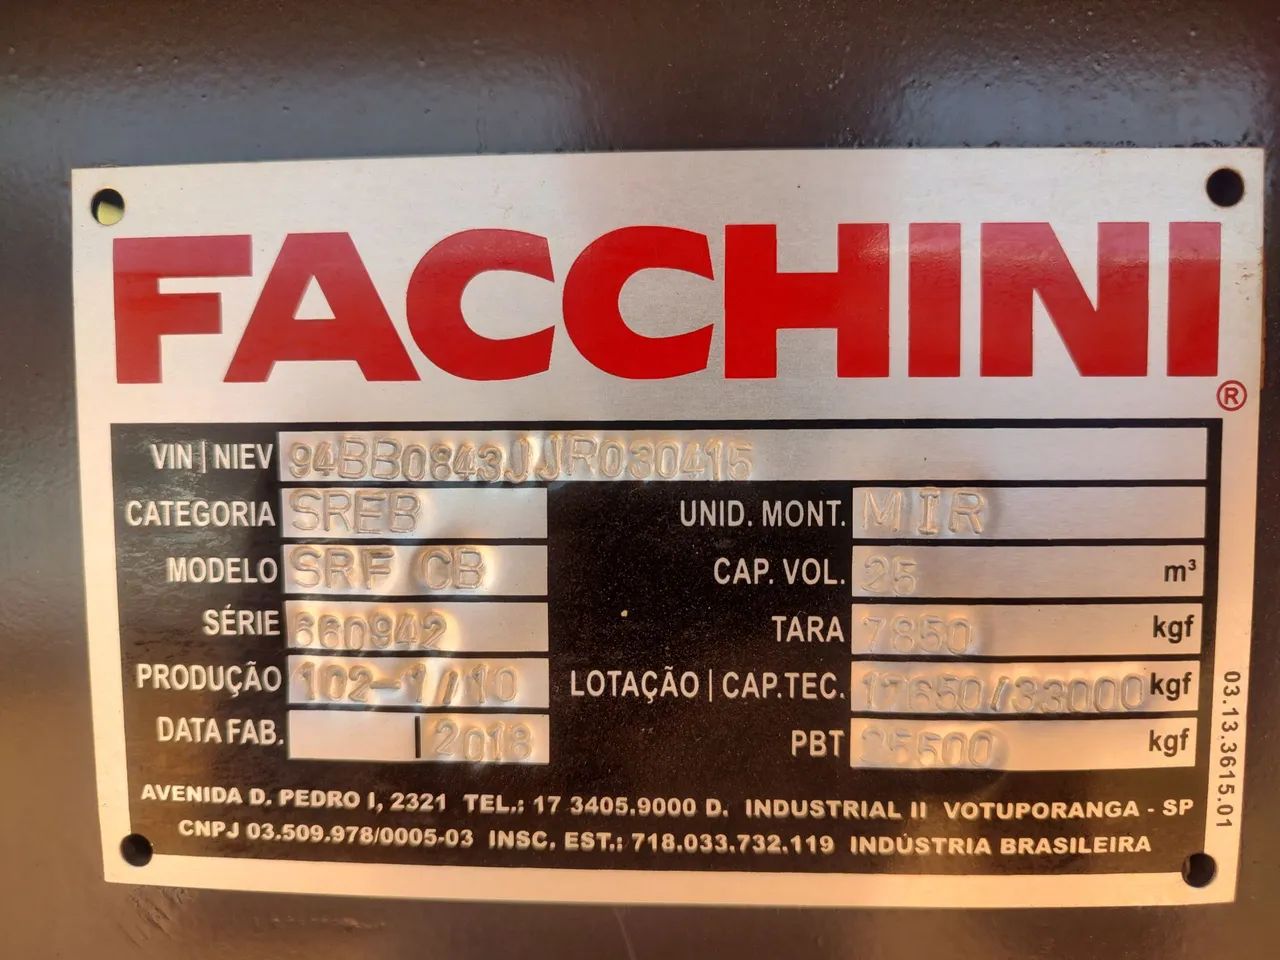 FACCHINI®
VIN|NIEV 94BB0843JJR030415
CATEGORIA SREB UNID. MONT. MIR
MODELO SRF CB CAP. VOL. 25 m³
SÉRIE 660942 TARA 7850 kgf
PRODUÇÃO 102-1/10 LOTAÇÃO|CAP.TEC. 17650/33000 kgf
DATA FAB. | 2018 PBT 25500 kgf
AVENIDA D. PEDRO I, 2321 TEL.: 17 3405.9000 D. INDUSTRIAL II VOTUPORANGA - SP
CNPJ 03.509.978/0005-03 INSC. EST.: 718.033.732.119 INDÚSTRIA BRASILEIRA
03.13.3615.01